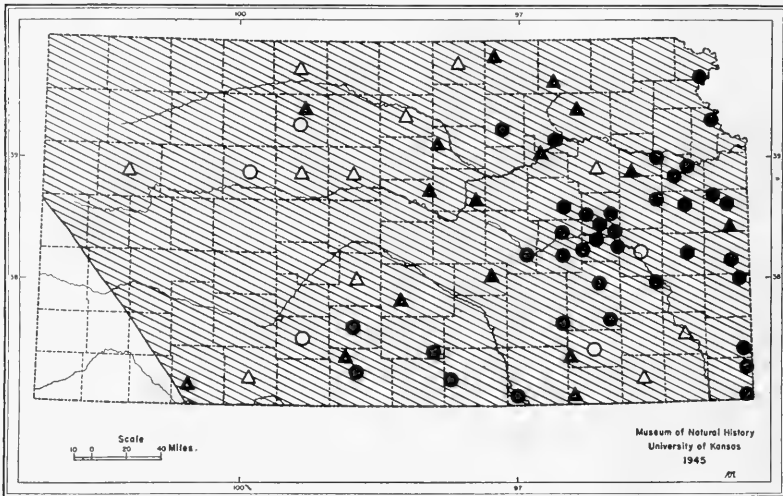 100 97
39 39
38 38
Scale
10 0 20 40 Miles.
Museum of Natural History
University of Kansas
1945
100 97